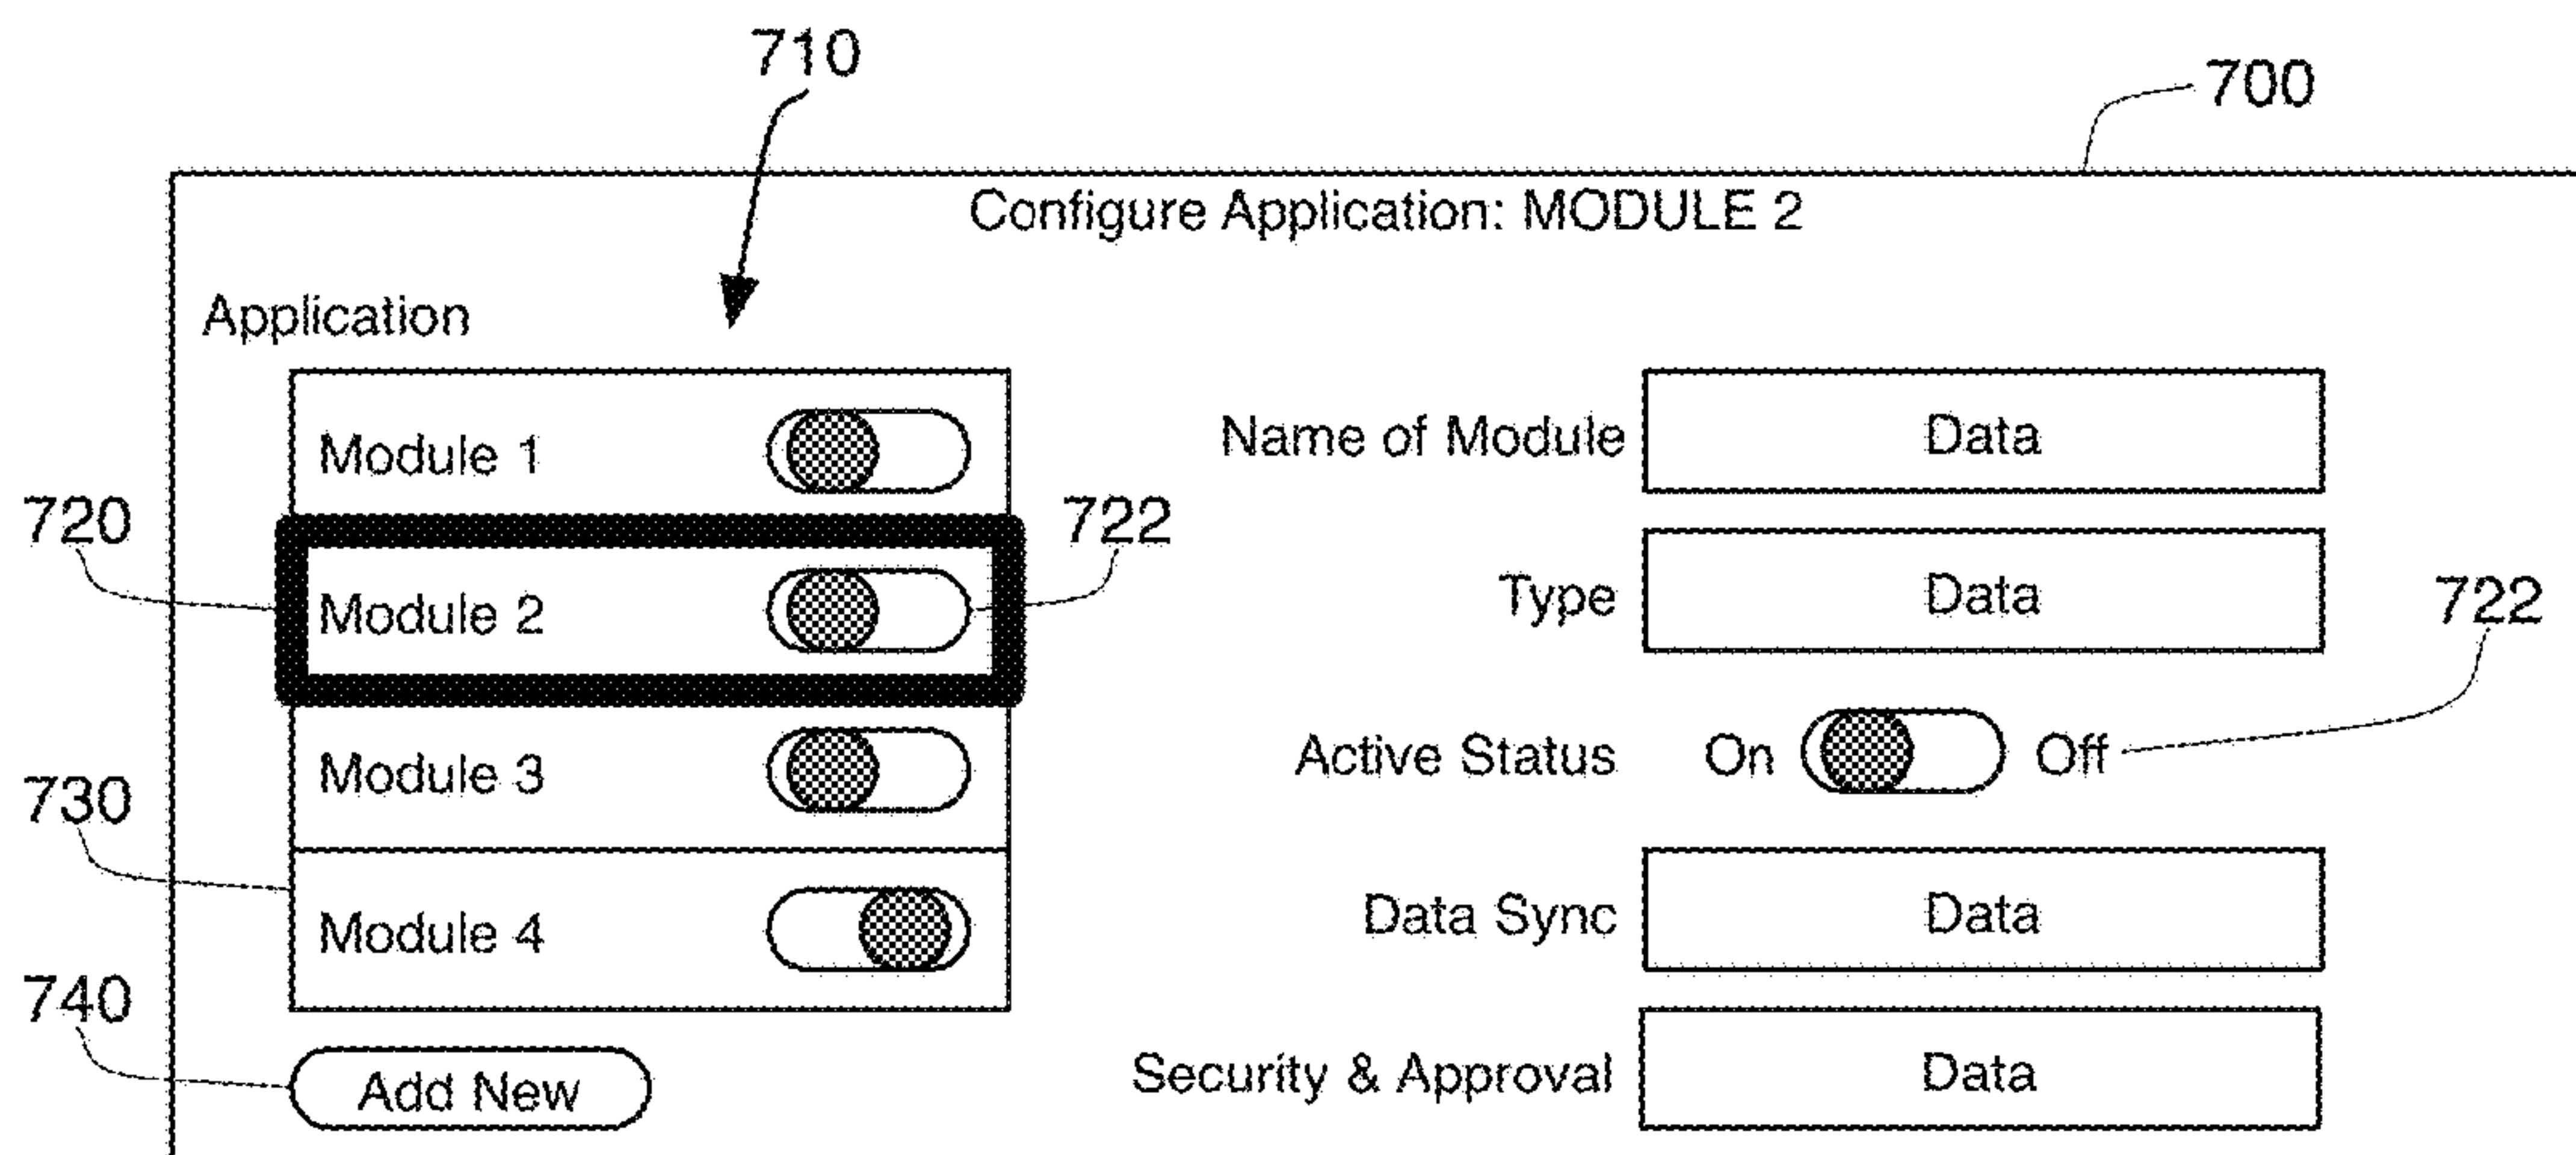 710
700
Configure Application: MODULE 2
Application
Module 1
Name of Module Data
720
722
Module 2
Type Data
722
Module 3
Active Status On Off
730
Module 4
Data Sync Data
740
Add New
Security & Approval Data